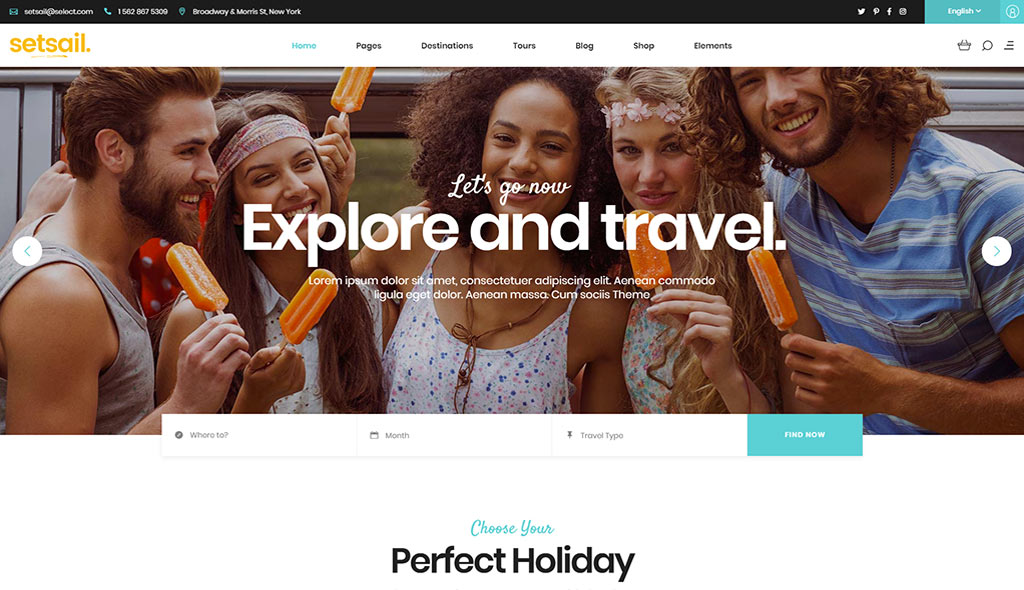 setsail@select.com 1 562 867 5309 Broadway & Morris St, New York English
setsail.
Home Pages Destinations Tours Blog Shop Elements
Let's go now
Explore and travel.
Lorem ipsum dolor sit amet, consectetuer adipiscing elit. Aenean commodo
ligula eget dolor. Aenean massa. Cum sociis Theme
Where to? Month Travel Type FIND NOW
Choose Your
Perfect Holiday